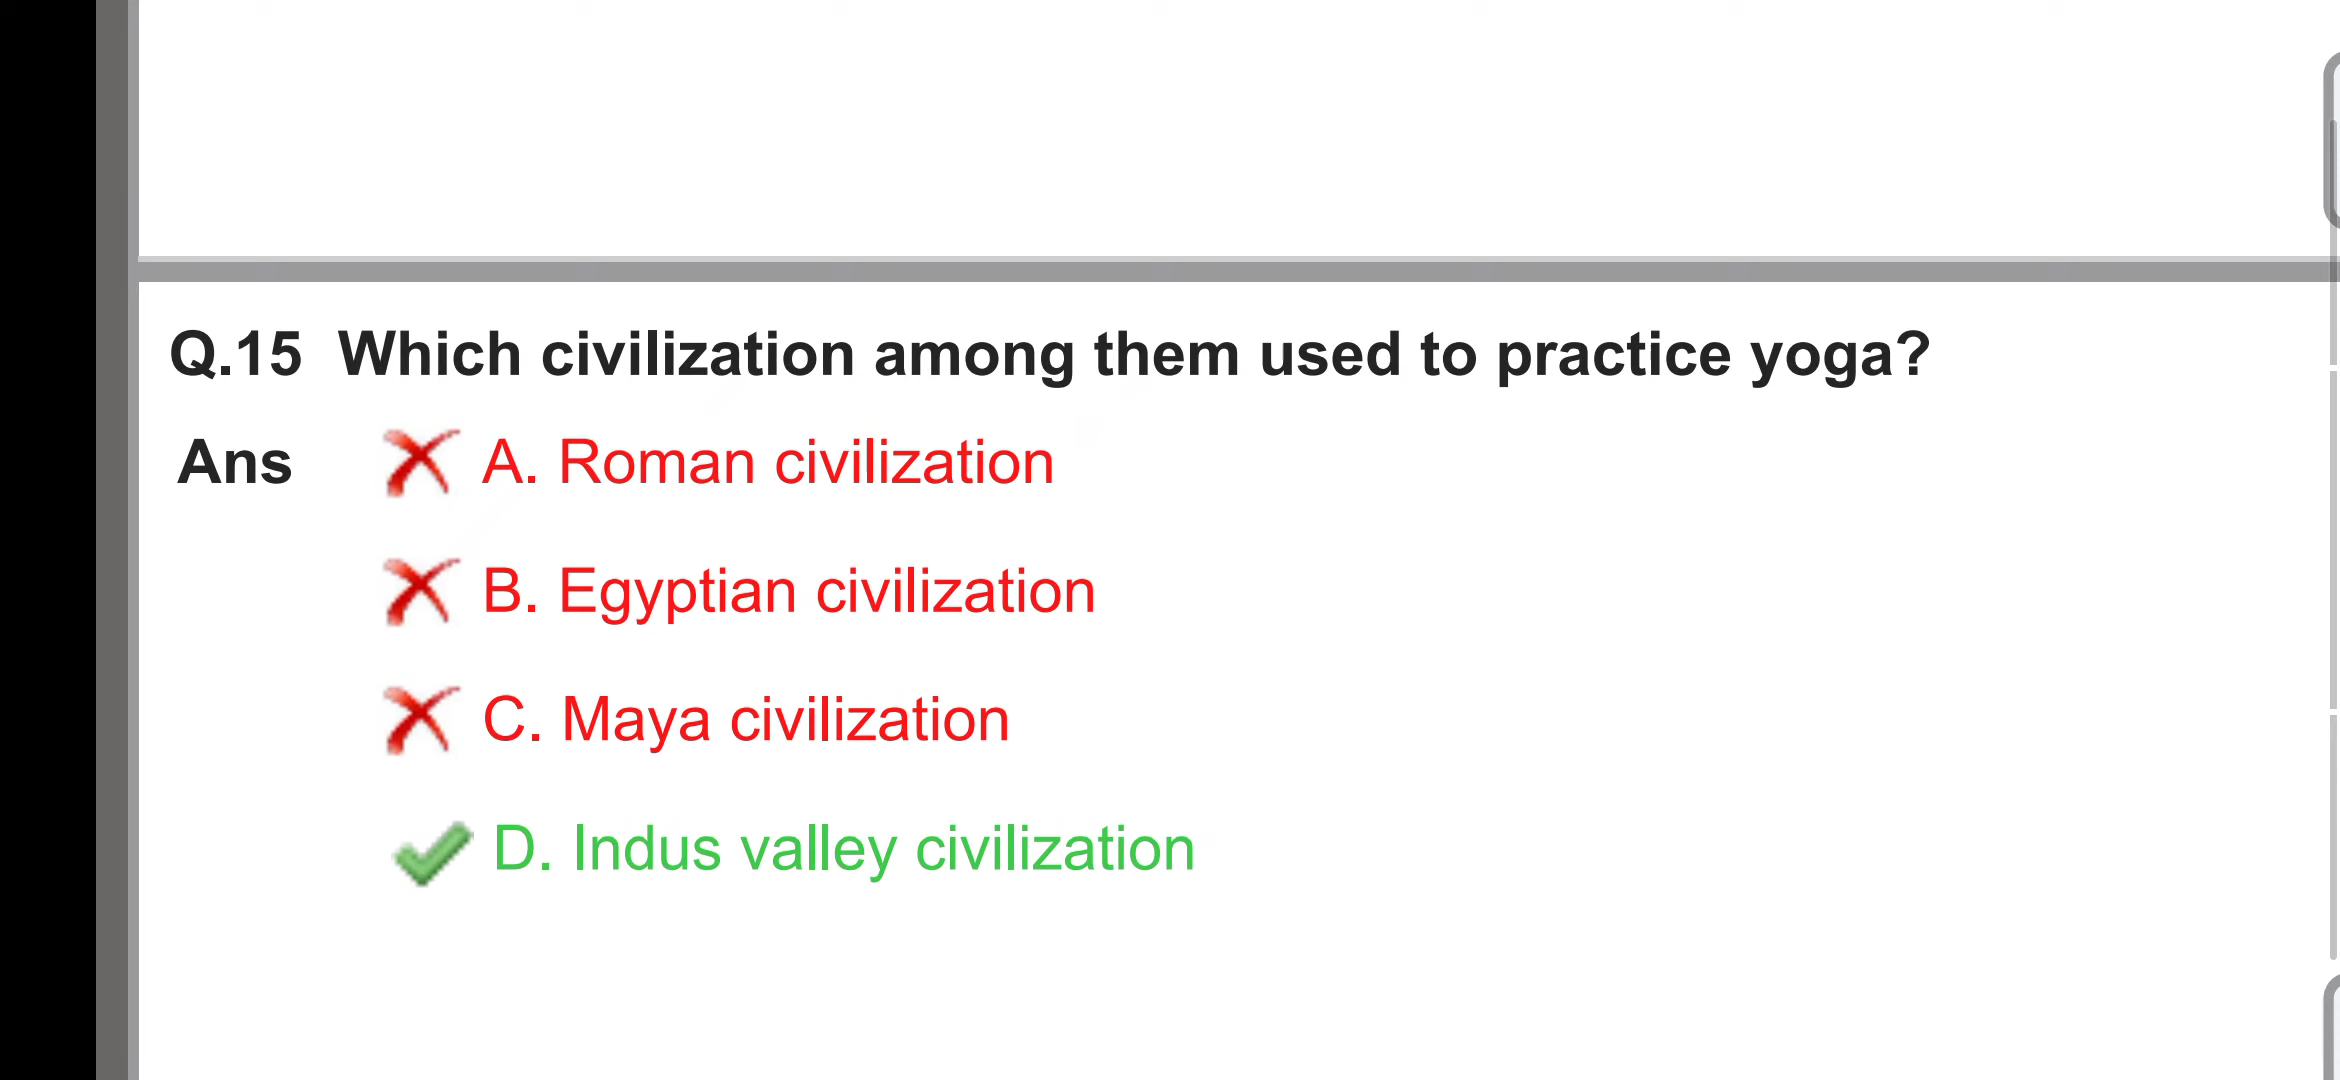 Q.15 Which civilization among them used to practice yoga?
Ans A. Roman civilization
B. Egyptian civilization
C. Maya civilization
D. Indus valley civilization